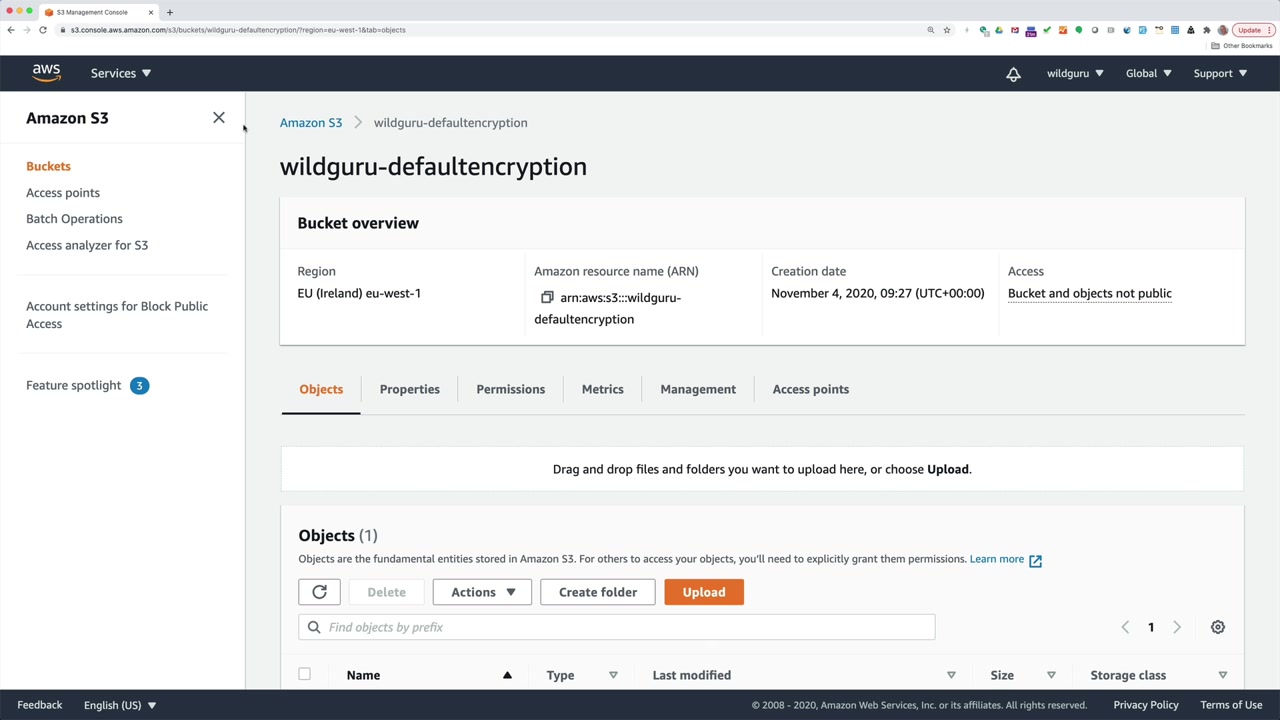 S3 Management Console
s3.console.aws.amazon.com/s3/buckets/wildguru-defaultencryption/?region=eu-west-1&tab=objects
Update
Other Bookmarks
aws
Services
wildguru
Global
Support
Amazon S3
Buckets
Access points
Batch Operations
Access analyzer for S3
Account settings for Block Public
Access
Feature spotlight 3
Amazon S3 > wildguru-defaultencryption
wildguru-defaultencryption
Bucket overview
Region
EU (Ireland) eu-west-1
Amazon resource name (ARN)
arn:aws:s3:::wildguru-
defaultencryption
Creation date
November 4, 2020, 09:27 (UTC+00:00)
Access
Bucket and objects not public
Objects
Properties
Permissions
Metrics
Management
Access points
Drag and drop files and folders you want to upload here, or choose Upload.
Objects (1)
Objects are the fundamental entities stored in Amazon S3. For others to access your objects, you'll need to explicitly grant them permissions. Learn more
Delete
Actions
Create folder
Upload
Find objects by prefix
1
Name
Type
Last modified
Size
Storage class
Feedback
English (US)
© 2008 - 2020, Amazon Web Services, Inc. or its affiliates. All rights reserved.
Privacy Policy
Terms of Use